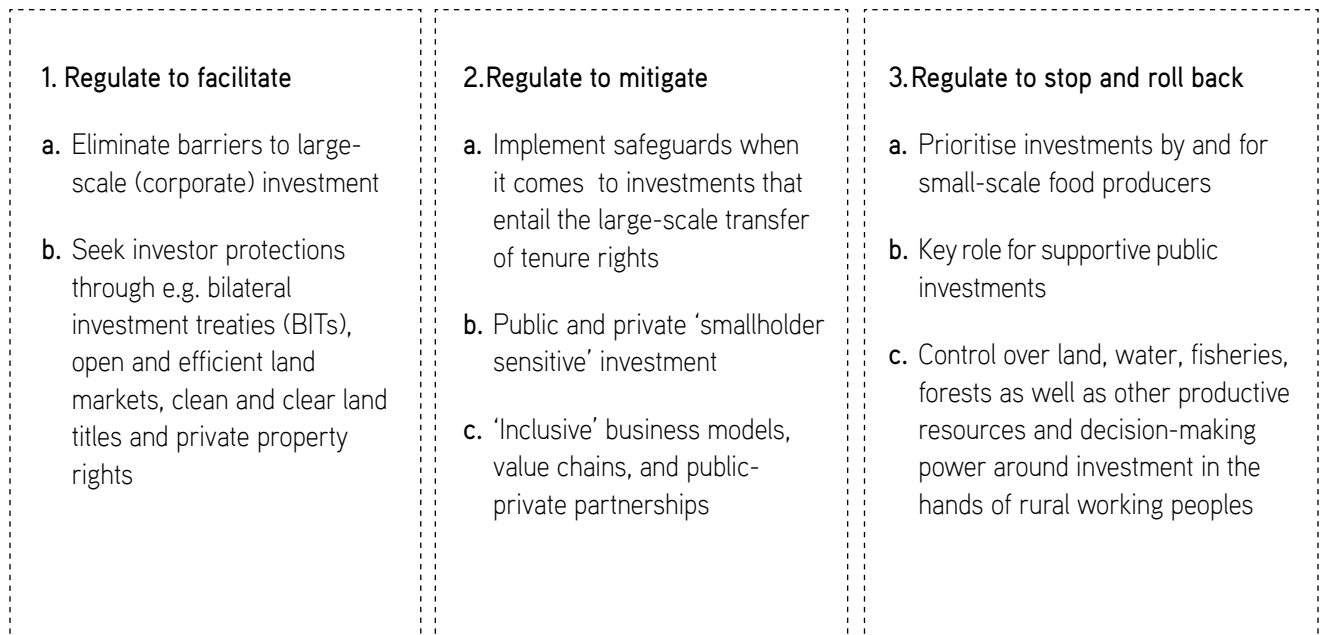 1. Regulate to facilitate
a. Eliminate barriers to large-
scale (corporate) investment
b. Seek investor protections
through e.g. bilateral
investment treaties (BITs),
open and efficient land
markets, clean and clear land
titles and private property
rights
2.Regulate to mitigate
a. Implement safeguards when
it comes to investments that
entail the large-scale transfer
of tenure rights
b. Public and private ‘smallholder
sensitive’ investment
c. ‘Inclusive’ business models,
value chains, and public-
private partnerships
3.Regulate to stop and roll back
a. Prioritise investments by and for
small-scale food producers
b. Key role for supportive public
investments
c. Control over land, water, fisheries,
forests as well as other productive
resources and decision-making
power around investment in the
hands of rural working peoples